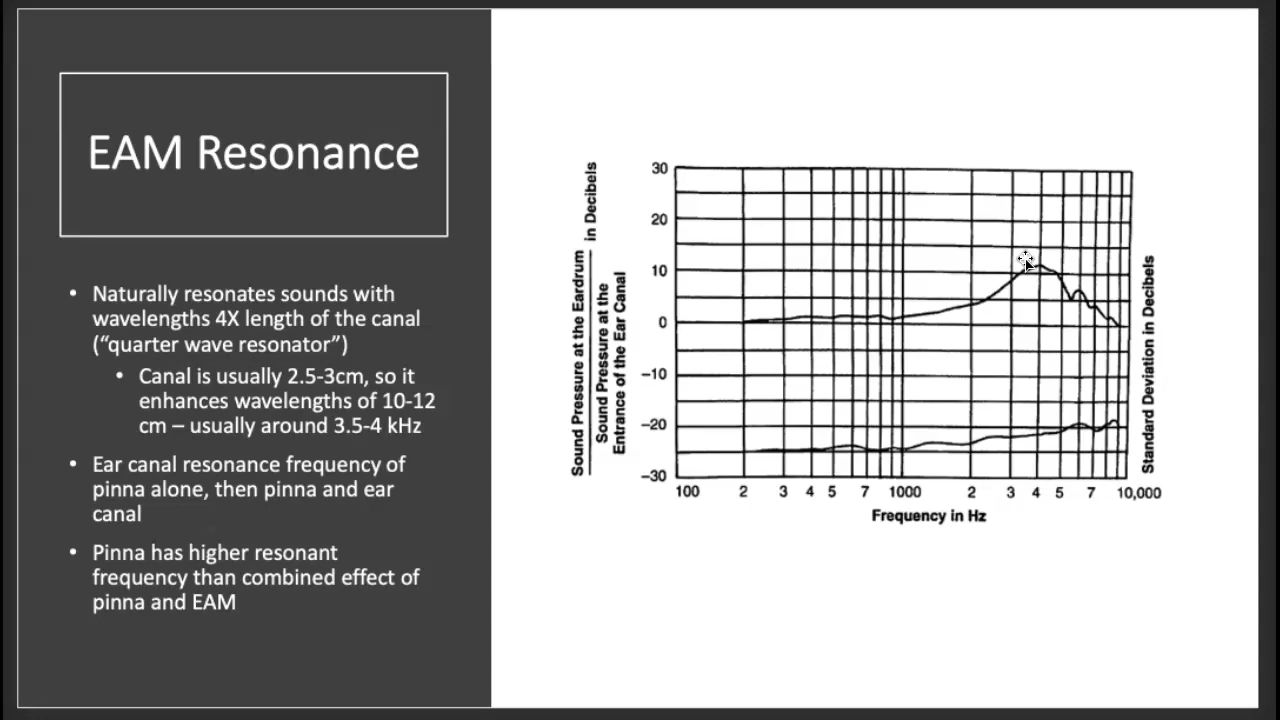 EAM Resonance
• Naturally resonates sounds with
wavelengths 4X length of the canal
(“quarter wave resonator”)
• Canal is usually 2.5-3cm, so it
enhances wavelengths of 10-12
cm – usually around 3.5-4 kHz
• Ear canal resonance frequency of
pinna alone, then pinna and ear
canal
• Pinna has higher resonant
frequency than combined effect of
pinna and EAM
Sound Pressure at the Eardrum
Sound Pressure at the
Entrance of the Ear Canal
in Decibels
30
20
10
0
−10
−20
−30
100 2 3 4 5 7 1000 2 3 4 5 7 10,000
Frequency in Hz
Standard Deviation in Decibels